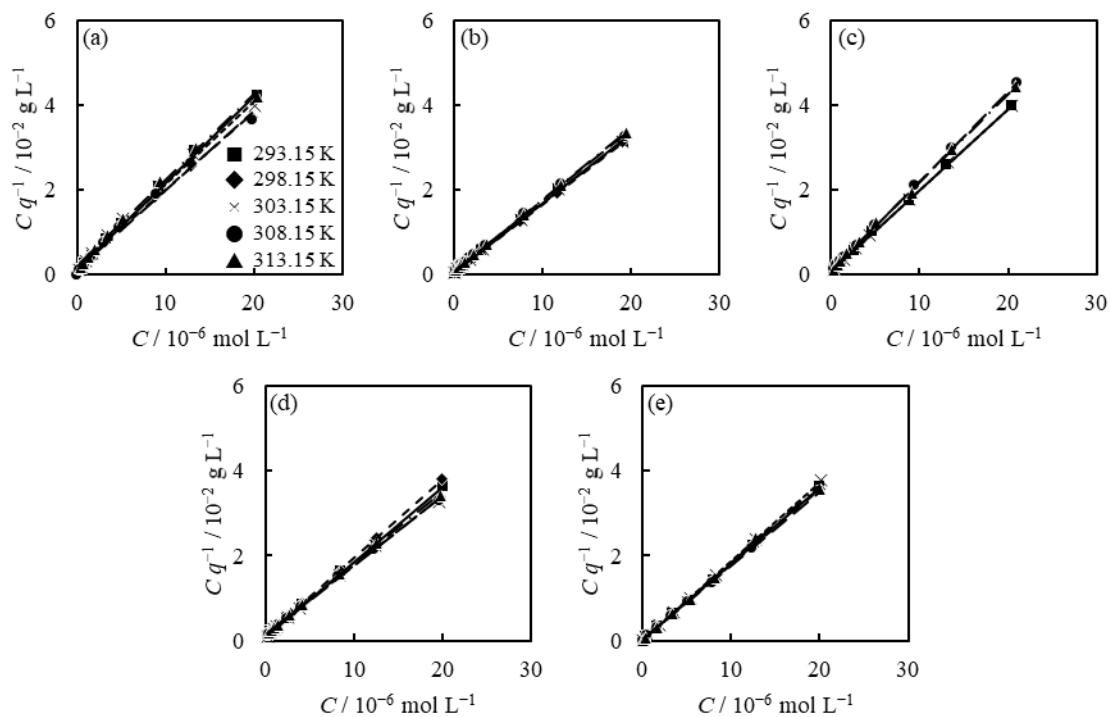 (a)
6
4
2
0
0 10 20 30
C q⁻¹ / 10⁻² g L⁻¹
C / 10⁻⁶ mol L⁻¹
293.15 K
298.15 K
303.15 K
308.15 K
313.15 K
(b)
6
4
2
0
0 10 20 30
C q⁻¹ / 10⁻² g L⁻¹
C / 10⁻⁶ mol L⁻¹
(c)
6
4
2
0
0 10 20 30
C q⁻¹ / 10⁻² g L⁻¹
C / 10⁻⁶ mol L⁻¹
(d)
6
4
2
0
0 10 20 30
C q⁻¹ / 10⁻² g L⁻¹
C / 10⁻⁶ mol L⁻¹
(e)
6
4
2
0
0 10 20 30
C q⁻¹ / 10⁻² g L⁻¹
C / 10⁻⁶ mol L⁻¹